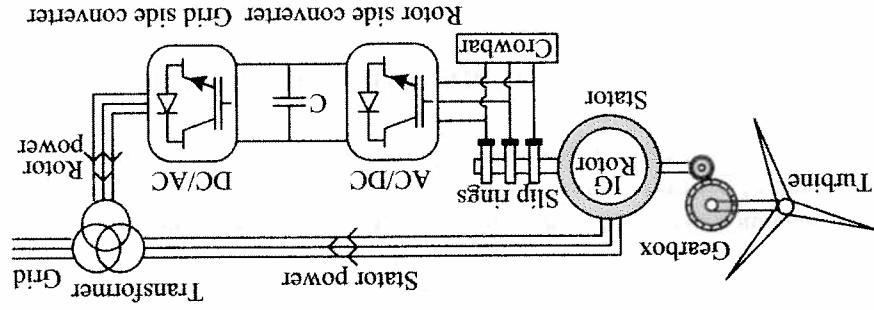 Grid
Transformer
Stator power
Gearbox
Turbine
Rotor
power
DC/AC
AC/DC
Slip rings
IG
Rotor
Stator
C
Crowbar
Grid side converter
Rotor side converter